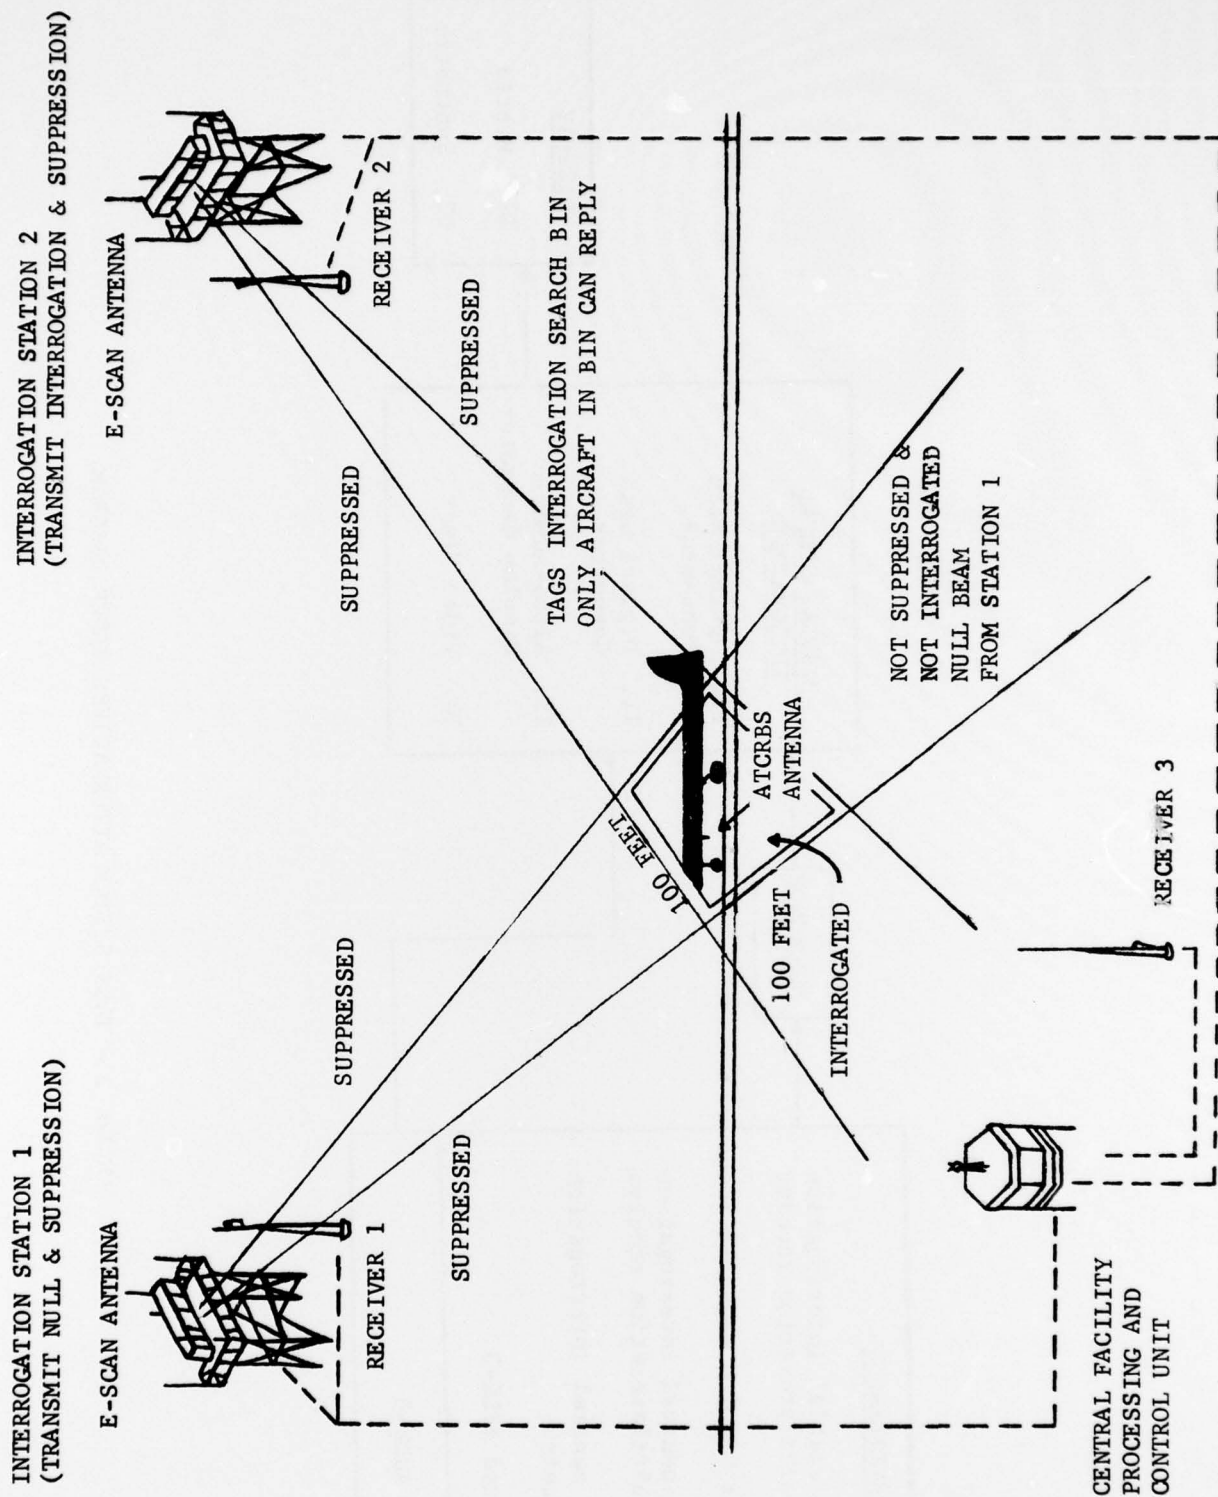 INTERROGATION STATION 1
(TRANSMIT NULL & SUPPRESSION)
E-SCAN ANTENNA
RECEIVER 1
SUPPRESSED
SUPPRESSED
INTERROGATION STATION 2
(TRANSMIT INTERROGATION & SUPPRESSION)
E-SCAN ANTENNA
RECEIVER 2
SUPPRESSED
SUPPRESSED
TAGS INTERROGATION SEARCH BIN
ONLY AIRCRAFT IN BIN CAN REPLY
100 FEET
ATCRBS
ANTENNA
100 FEET
INTERROGATED
NOT SUPPRESSED &
NOT INTERROGATED
NULL BEAM
FROM STATION 1
RECEIVER 3
CENTRAL FACILITY
PROCESSING AND
CONTROL UNIT